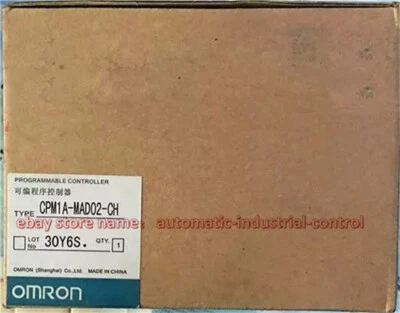 PROGRAMMABLE CONTROLLER
可编程序控制器
TYPE CPM1A-MAD02-CH
ebay store name: automatic-industrial-control
LOT No 30Y6S. QTY. 1
OMRON (Shanghai) Co.,Ltd. MADE IN CHINA
OMRON